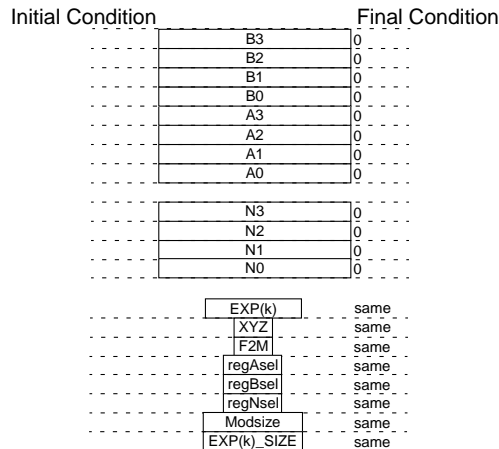 Initial Condition Final Condition
B3 0
B2 0
B1 0
B0 0
A3 0
A2 0
A1 0
A0 0
N3 0
N2 0
N1 0
N0 0
EXP(k) same
XYZ same
F2M same
regAsel same
regBsel same
regNsel same
Modsize same
EXP(k)_SIZE same